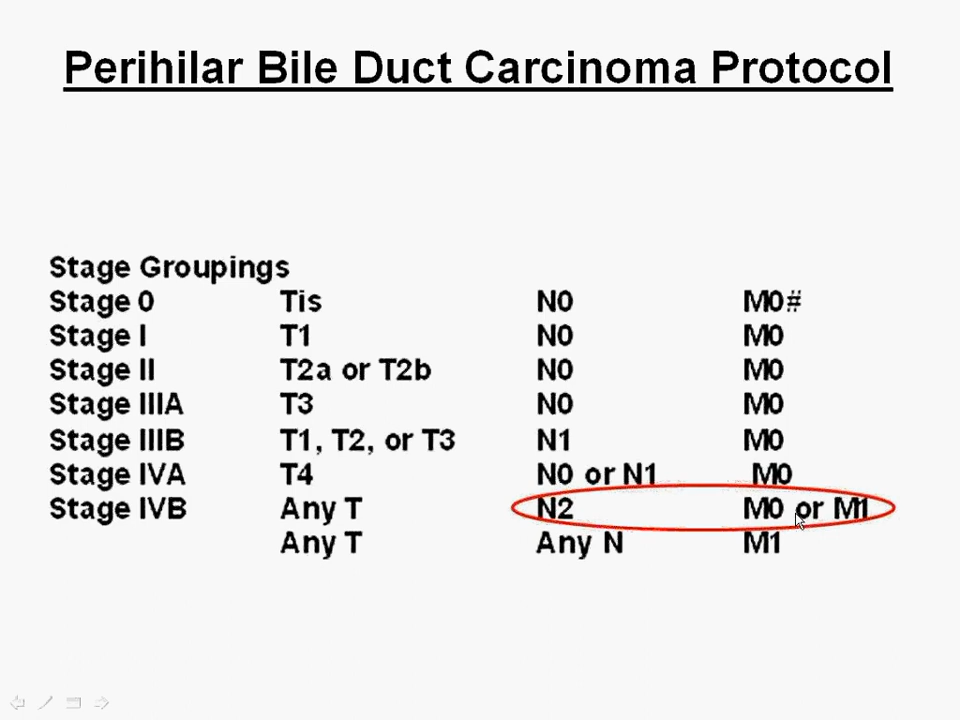 Perihilar Bile Duct Carcinoma Protocol
Stage Groupings
Stage 0 Tis N0 M0#
Stage I T1 N0 M0
Stage II T2a or T2b N0 M0
Stage IIIA T3 N0 M0
Stage IIIB T1, T2, or T3 N1 M0
Stage IVA T4 N0 or N1 M0
Stage IVB Any T N2 M0 or M1
Any T Any N M1